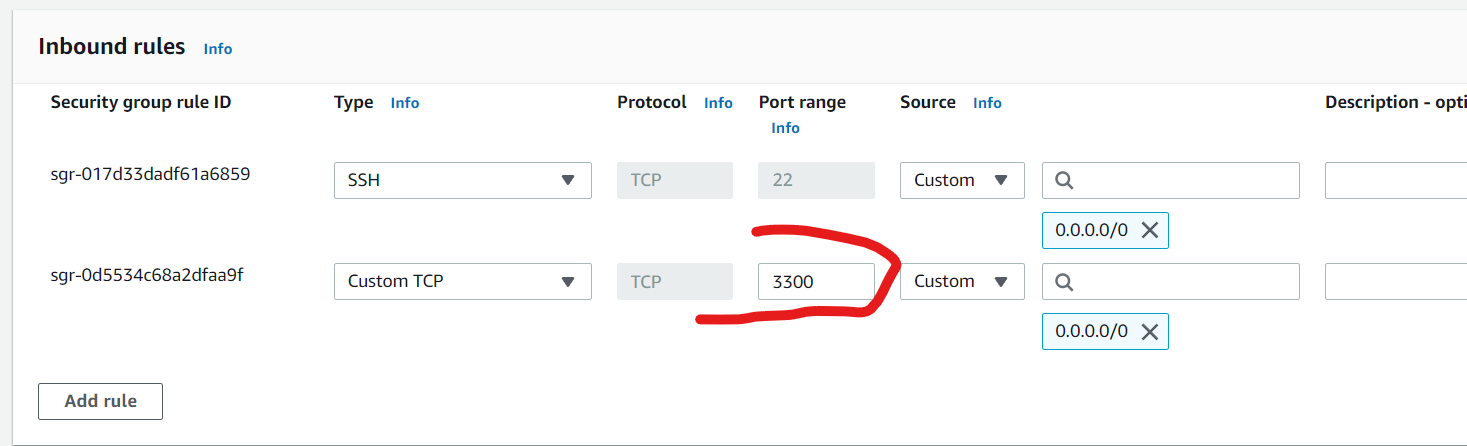 Inbound rules Info
Security group rule ID Type Info Protocol Info Port range Source Info Description - opti
Info
sgr-017d33dadf61a6859 SSH TCP 22 Custom
0.0.0.0/0
sgr-0d5534c68a2dfaa9f Custom TCP TCP 3300 Custom
0.0.0.0/0
Add rule